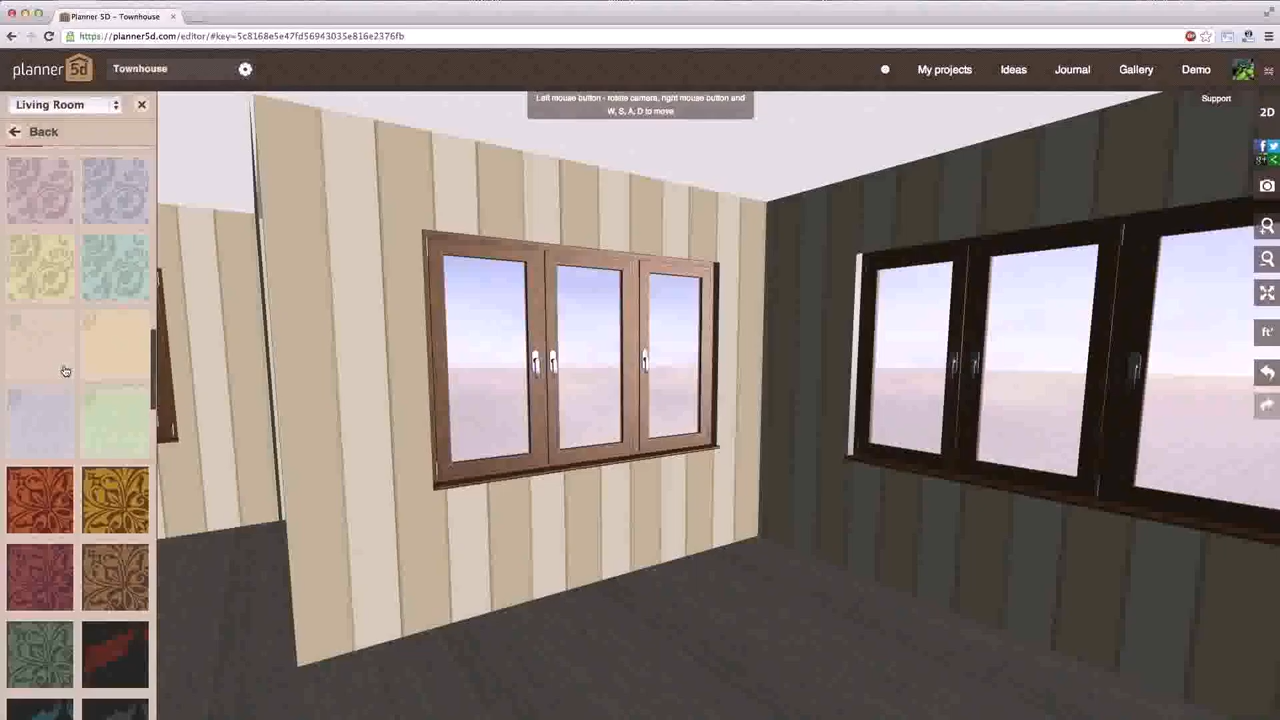 Planner 5D - Townhouse
https://planner5d.com/editor/#key=5c8168e5e47fd56943035e816e2376fb
planner 5d
Townhouse
My projects
Ideas
Journal
Gallery
Demo
Living Room
Left mouse button - rotate camera, right mouse button and
W, S, A, D to move
Support
2D
Back
ft'